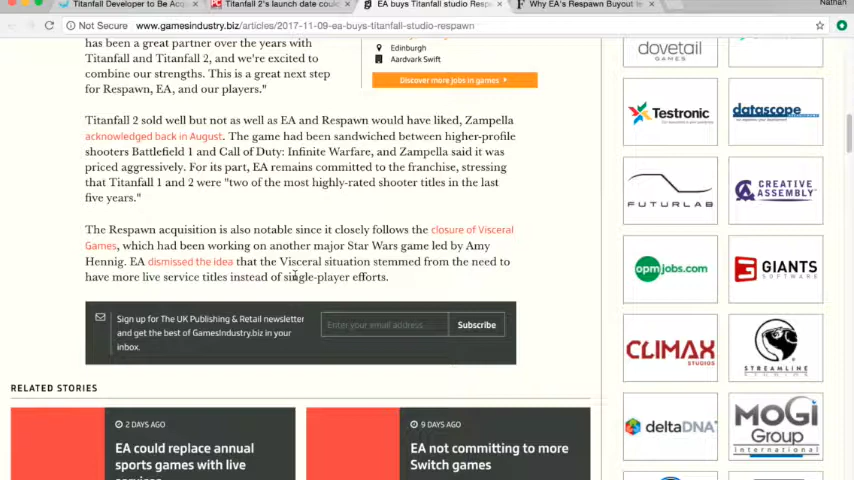 Titanfall Developer to Be Acqu
Titanfall 2's launch date coul
EA buys Titanfall studio Resp
Why EA's Respawn Buyout I
Nathan
Not Secure
www.gamesindustry.biz/articles/2017-11-09-ea-buys-titanfall-studio-respawn
has been a great partner over the years with
Titanfall and Titanfall 2, and we're excited to
combine our strengths. This is a great next step
for Respawn, EA, and our players."
Edinburgh
Aardvark Swift
Discover more jobs in games
Titanfall 2 sold well but not as well as EA and Respawn would have liked, Zampella
acknowledged back in August. The game had been sandwiched between higher-profile
shooters Battlefield 1 and Call of Duty: Infinite Warfare, and Zampella said it was
priced aggressively. For its part, EA remains committed to the franchise, stressing
that Titanfall 1 and 2 were "two of the most highly-rated shooter titles in the last
five years."
The Respawn acquisition is also notable since it closely follows the closure of Visceral
Games, which had been working on another major Star Wars game led by Amy
Hennig. EA dismissed the idea that the Visceral situation stemmed from the need to
have more live service titles instead of single-player efforts.
Sign up for The UK Publishing & Retail newsletter
and get the best of GamesIndustry.biz in your
inbox.
Enter your email address
Subscribe
RELATED STORIES
2 DAYS AGO
EA could replace annual
sports games with live
services
9 DAYS AGO
EA not committing to more
Switch games
dovetail
GAMES
Testronic
datascope
FUTURLAB
CREATIVE
ASSEMBLY
opmjobs.com
GIANTS
SOFTWARE
CLIMAX
STUDIOS
STREAMLINE
STUDIOS
deltaDNA
MOGi
Group
International